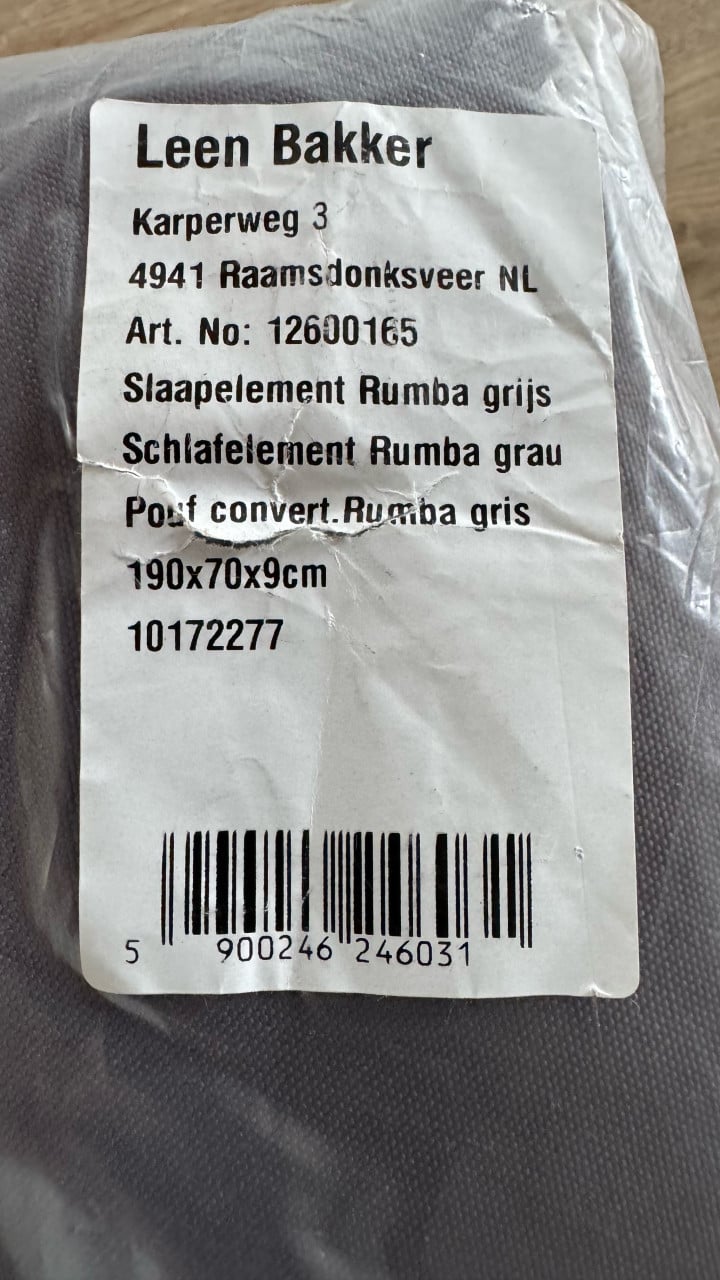 Leen Bakker
Karperweg 3
4941 Raamsdonksveer NL
Art. No: 12600165
Slaapelement Rumba grijs
Schlafelement Rumba grau
Pouf convert.Rumba gris
190x70x9cm
10172277
5 900246 246031